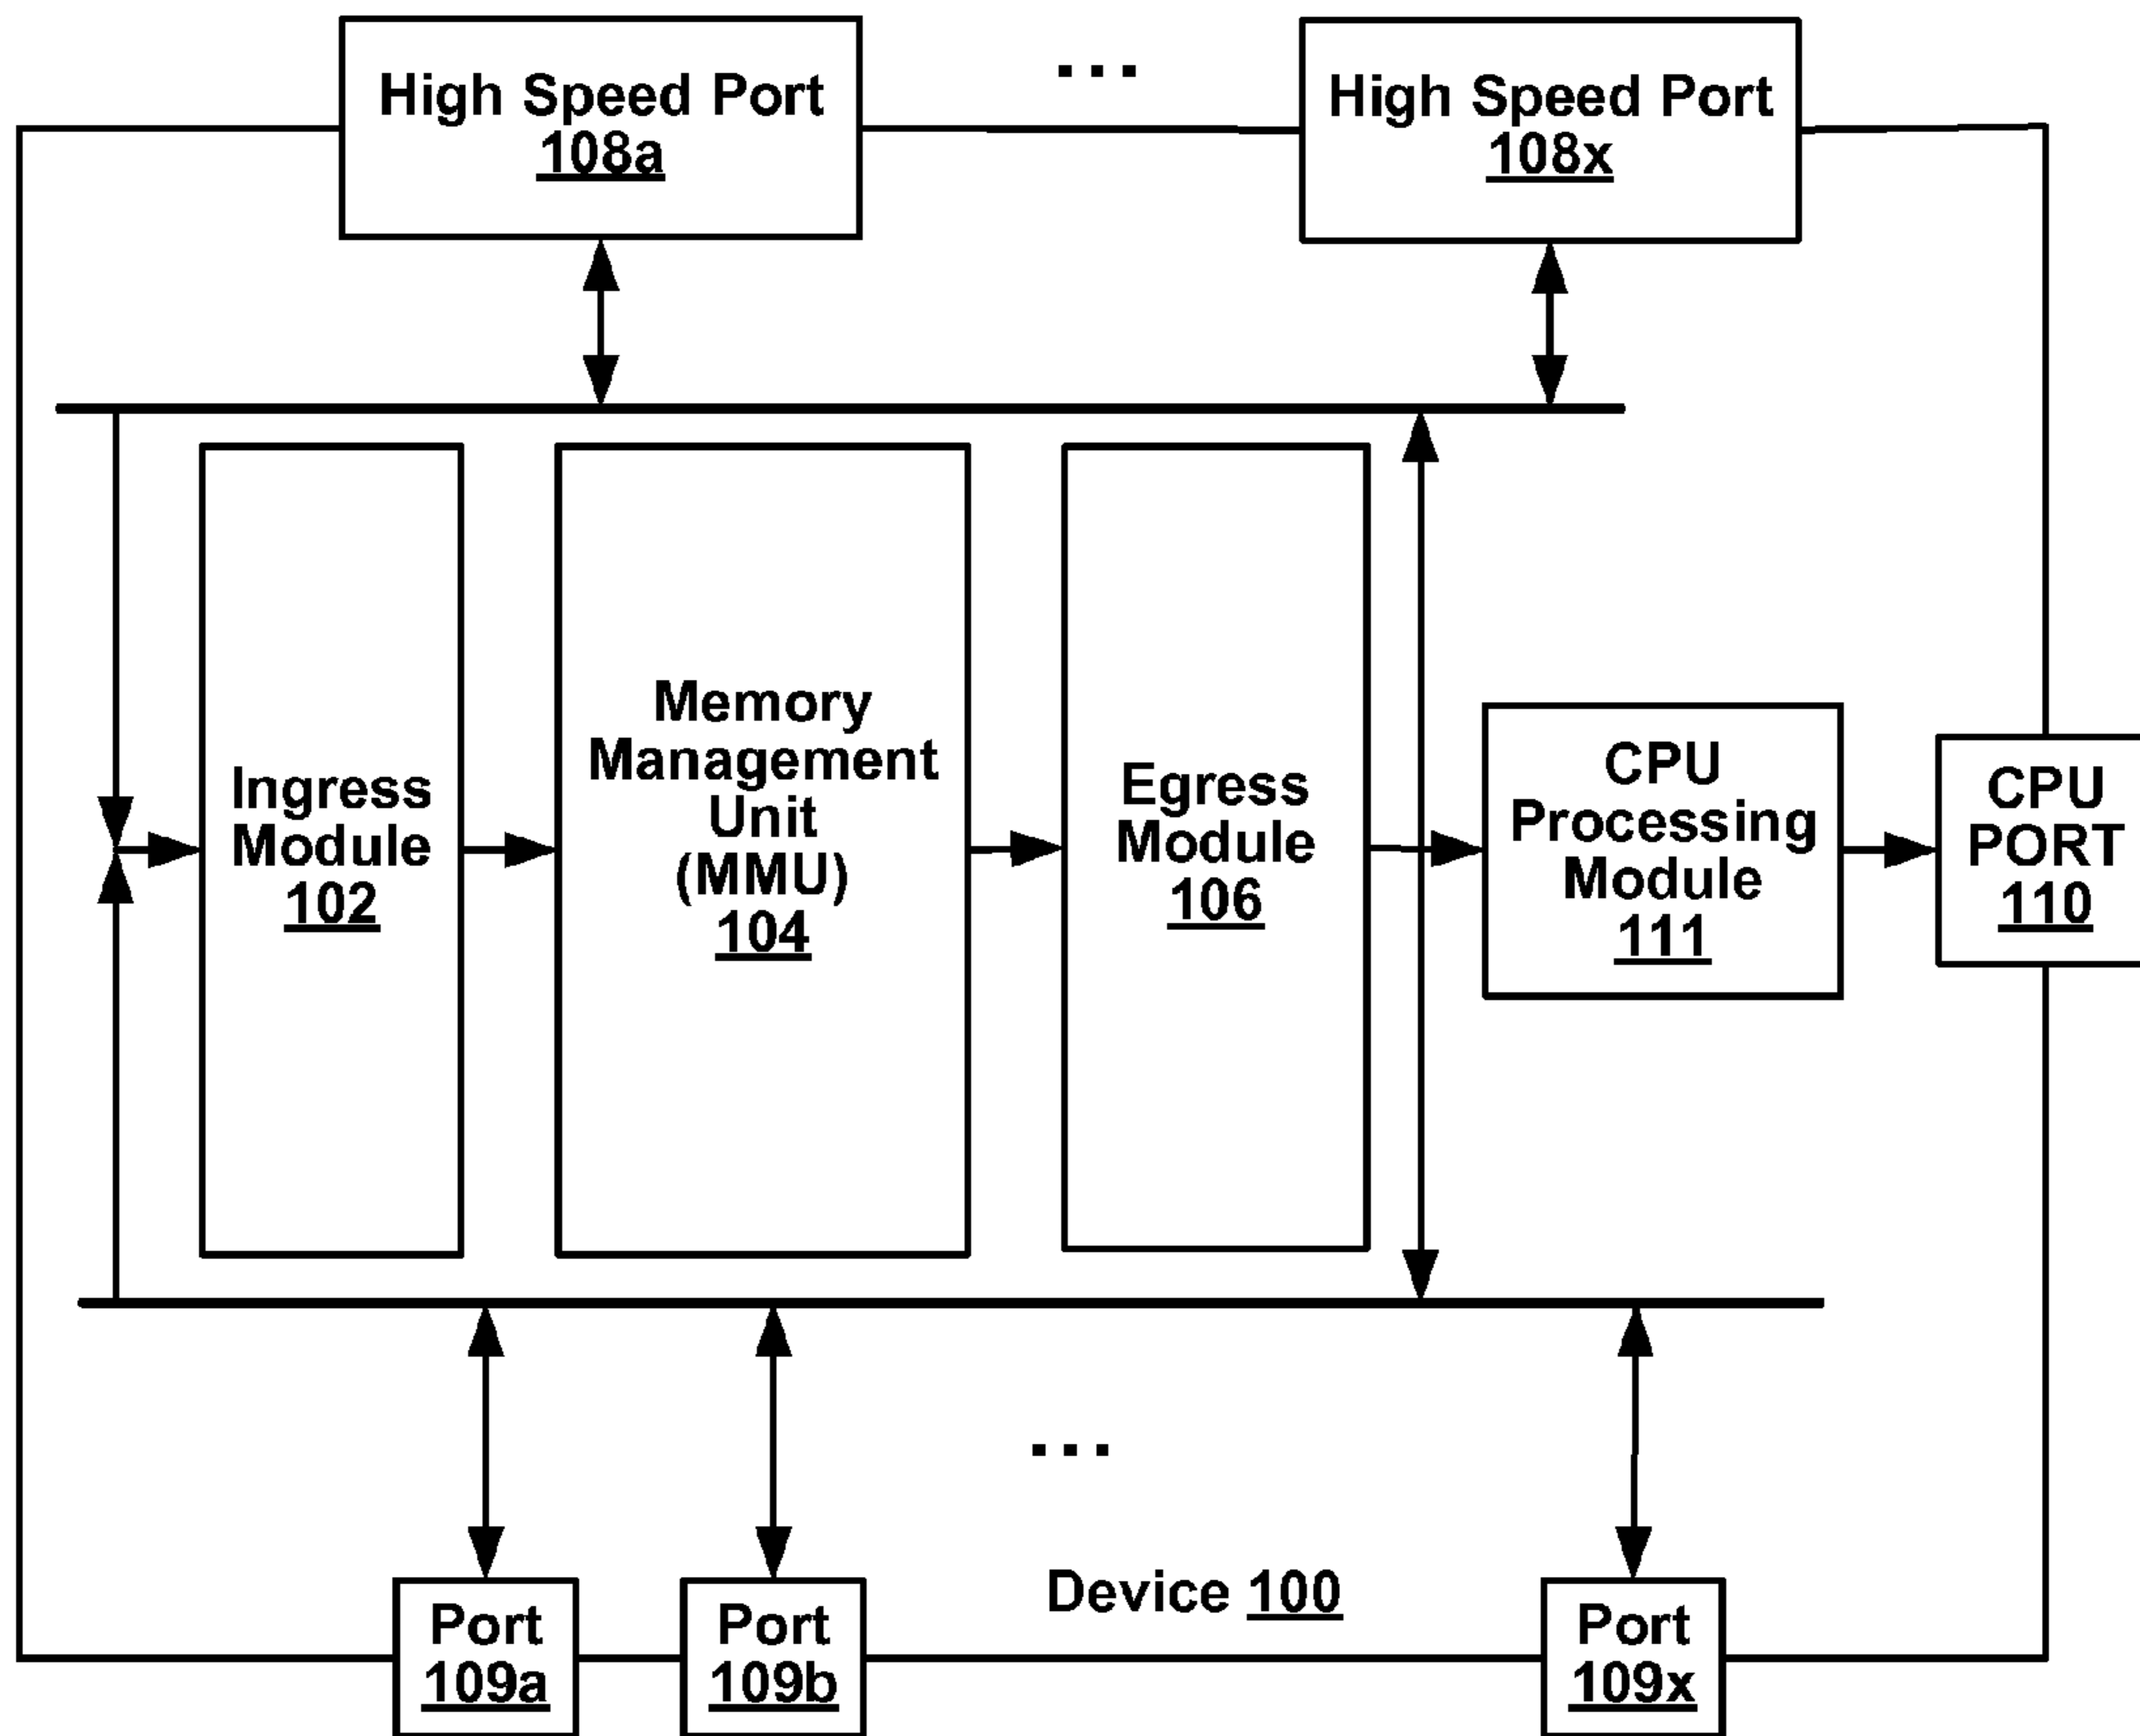 High Speed Port
108a
...
High Speed Port
108x
Ingress
Module
102
Memory
Management
Unit
(MMU)
104
Egress
Module
106
CPU
Processing
Module
111
CPU
PORT
110
...
Device 100
Port
109a
Port
109b
Port
109x